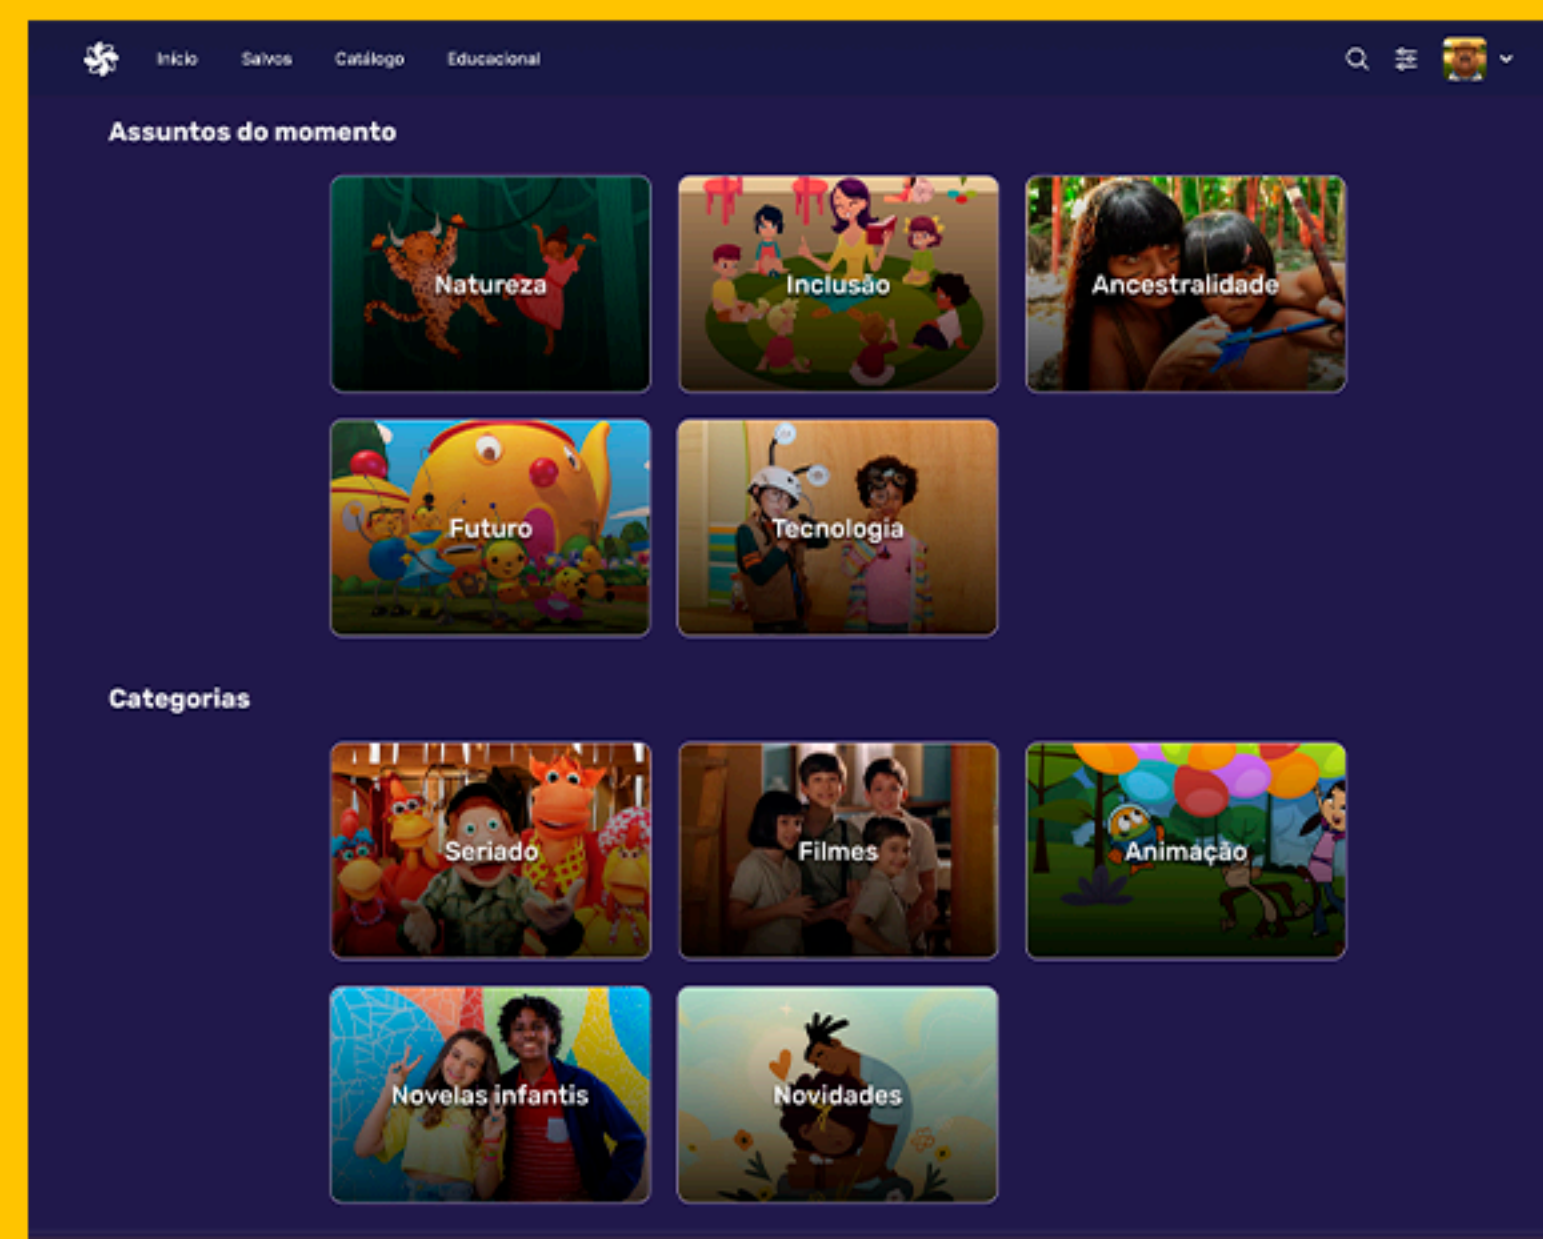 Início Salvos Catálogo Educacional
Assuntos do momento
Natureza
Inclusão
Ancestralidade
Futuro
Tecnologia
Categorias
Seriado
Filmes
Animação
Novelas infantis
Novidades